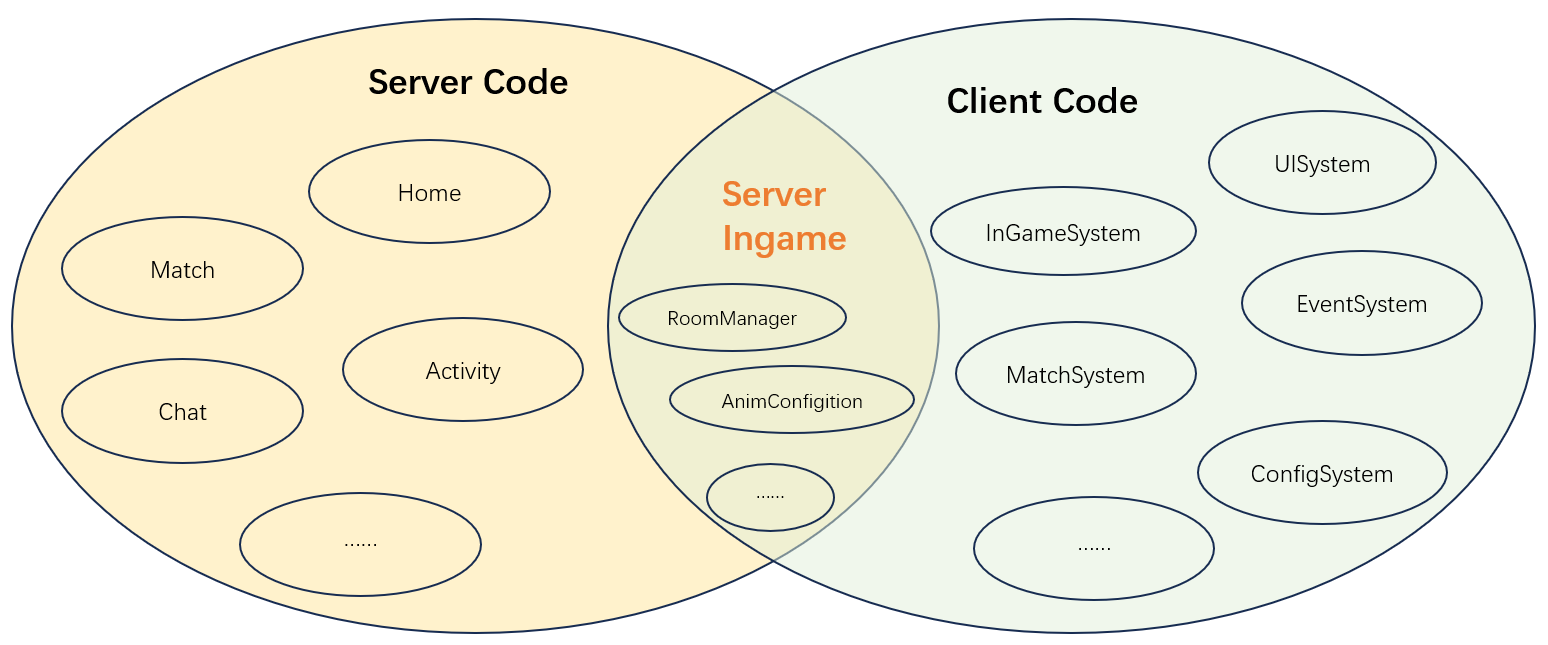 Server Code
Home
Match
Activity
Chat
……
Server
Ingame
RoomManager
AnimConfigition
……
Client Code
UISystem
InGameSystem
EventSystem
MatchSystem
ConfigSystem
……